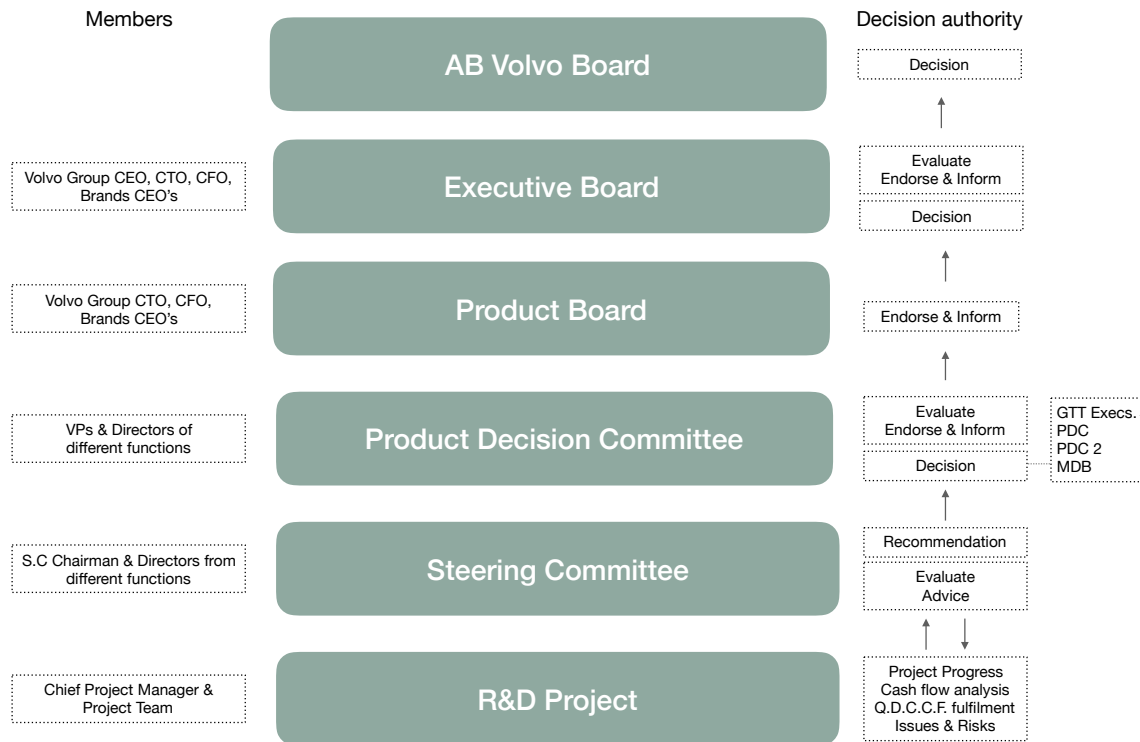 Members
Decision authority
AB Volvo Board
Decision
Volvo Group CEO, CTO, CFO,
Brands CEO's
Executive Board
Evaluate
Endorse & Inform
Decision
Volvo Group CTO, CFO,
Brands CEO's
Product Board
Endorse & Inform
VPs & Directors of
different functions
Product Decision Committee
Evaluate
Endorse & Inform
Decision
GTT Execs.
PDC
PDC 2
MDB
S.C Chairman & Directors from
different functions
Steering Committee
Recommendation
Evaluate
Advice
Chief Project Manager &
Project Team
R&D Project
Project Progress
Cash flow analysis
Q.D.C.C.F. fulfilment
Issues & Risks